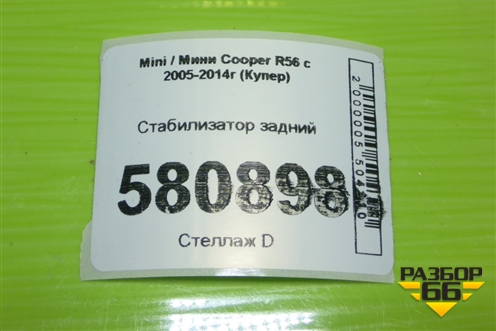 Mini / Мини Cooper R56 с
2005-2014г (Купер)
Стабилизатор задний
580898
Стеллаж D
РАЗБОР
66